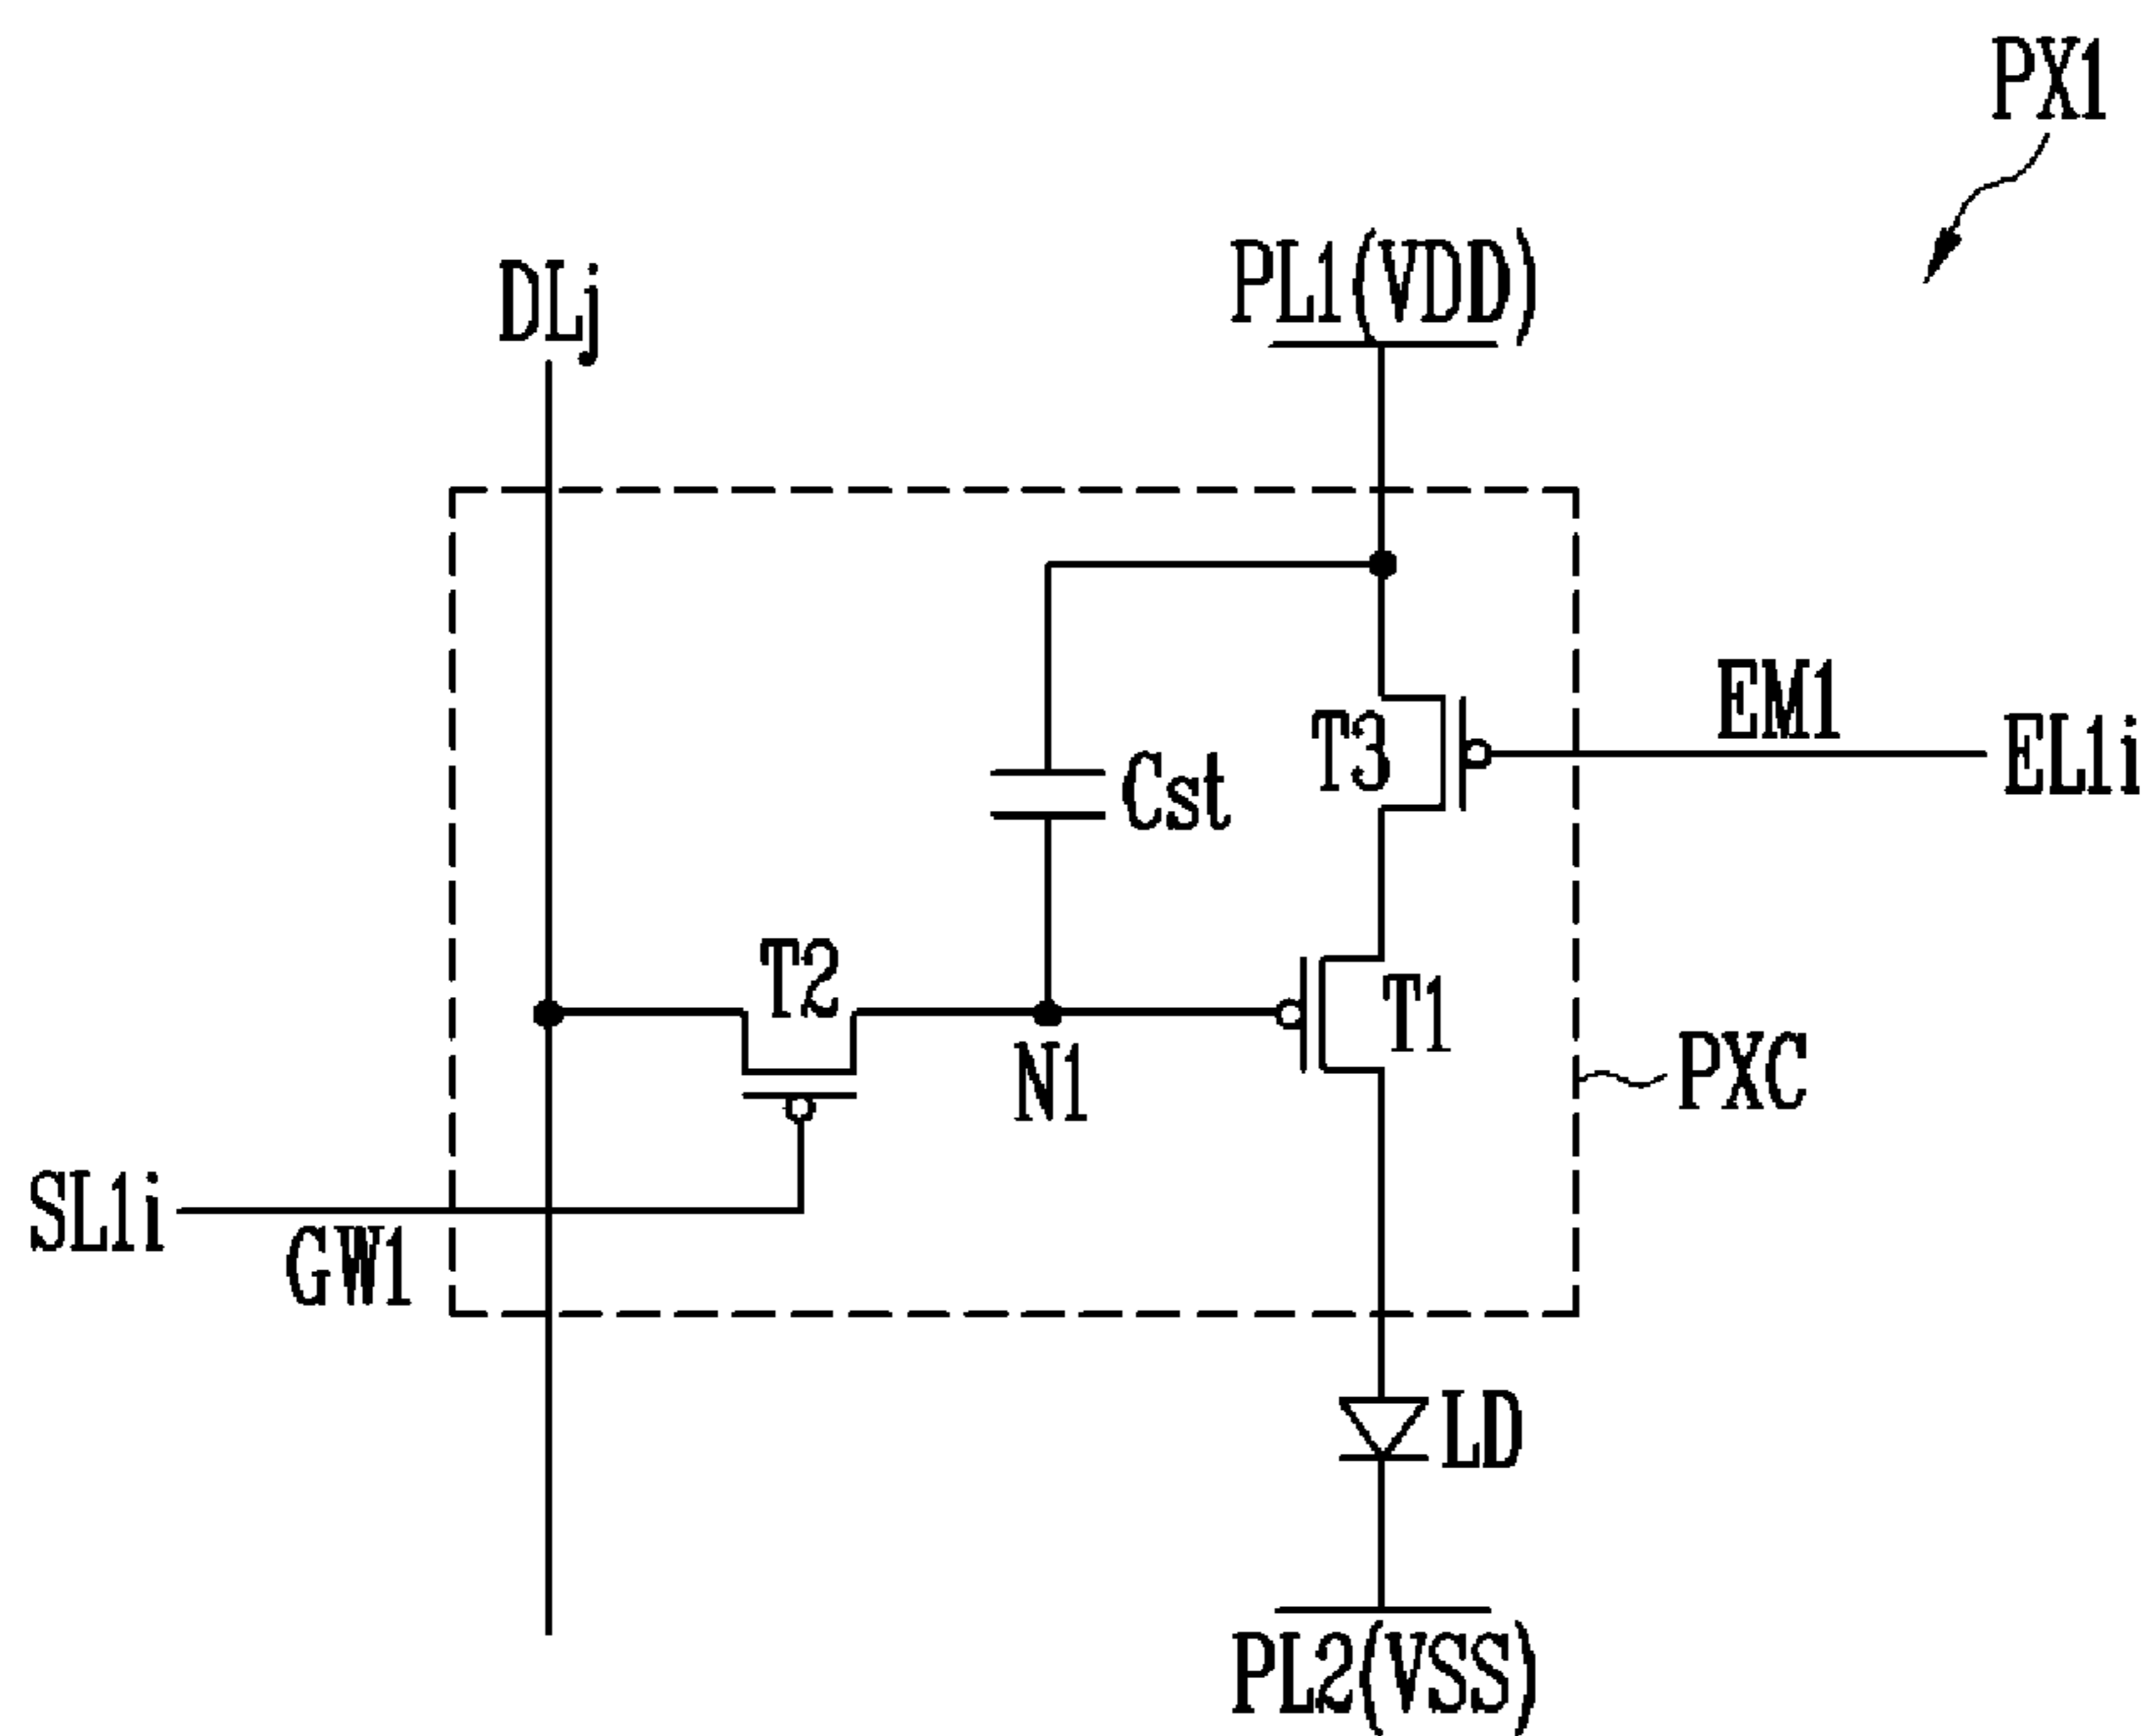 PX1
PL1(VDD)
DLj
EM1
T3
EL1i
Cst
T2
T1
N1
PXC
SL1i
GW1
LD
PL2(VSS)